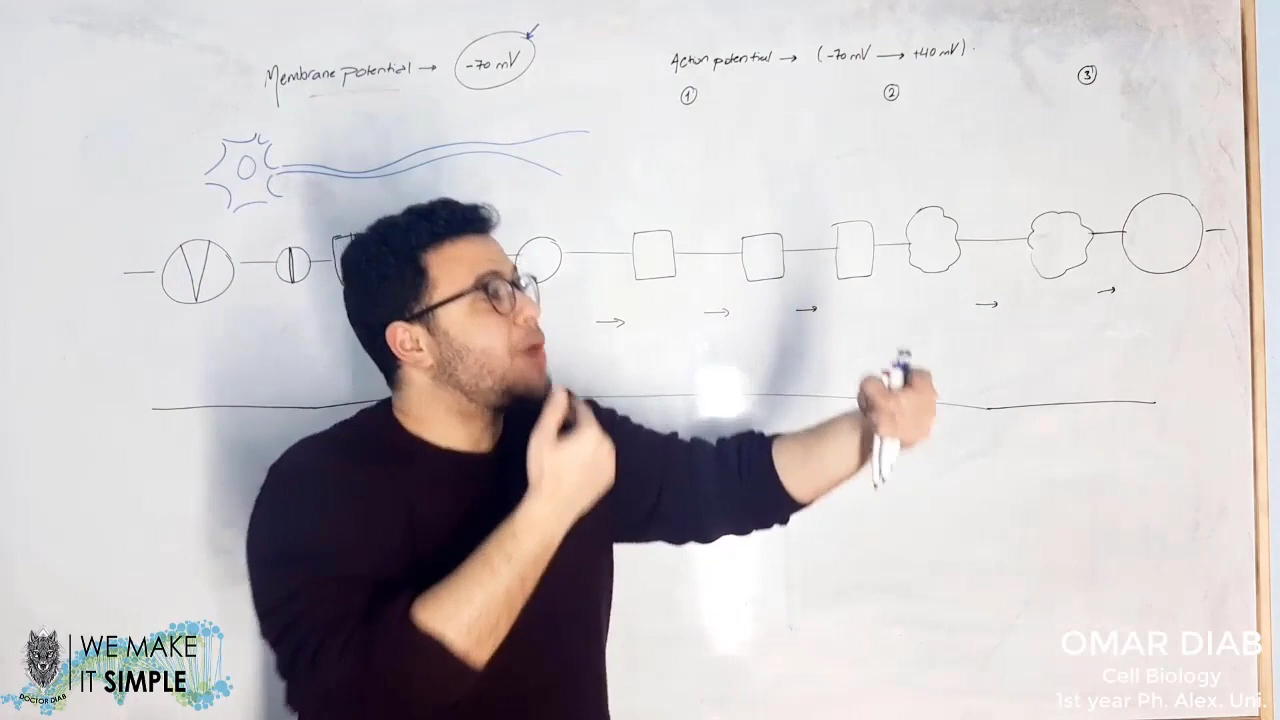 Membrane potential → -70 mV
Action potential → (-70 mV → +40 mV).
① ② ③
WE MAKE
IT SIMPLE
DOCTOR DIAB
OMAR DIAB
Cell Biology
1st year Ph. Alex. Uni.